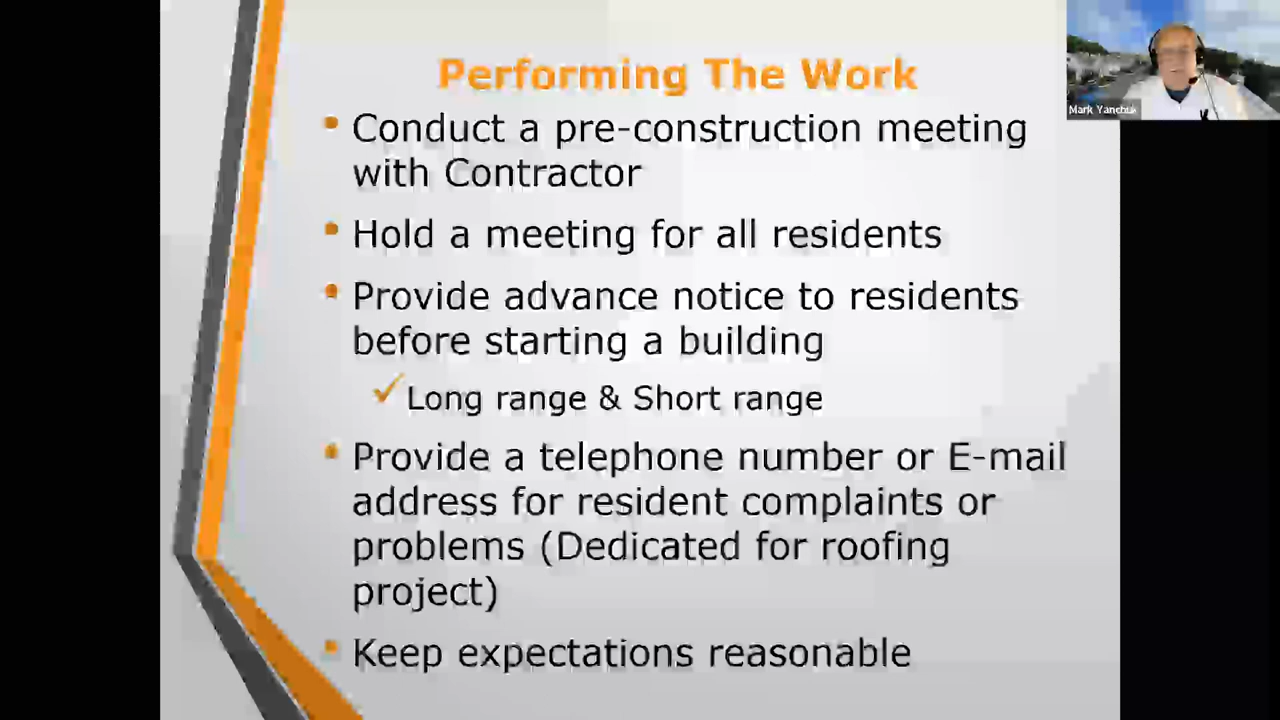 Performing The Work
• Conduct a pre-construction meeting
with Contractor
• Hold a meeting for all residents
• Provide advance notice to residents
before starting a building
✓ Long range & Short range
• Provide a telephone number or E-mail
address for resident complaints or
problems (Dedicated for roofing
project)
• Keep expectations reasonable
Mark Yanchuk